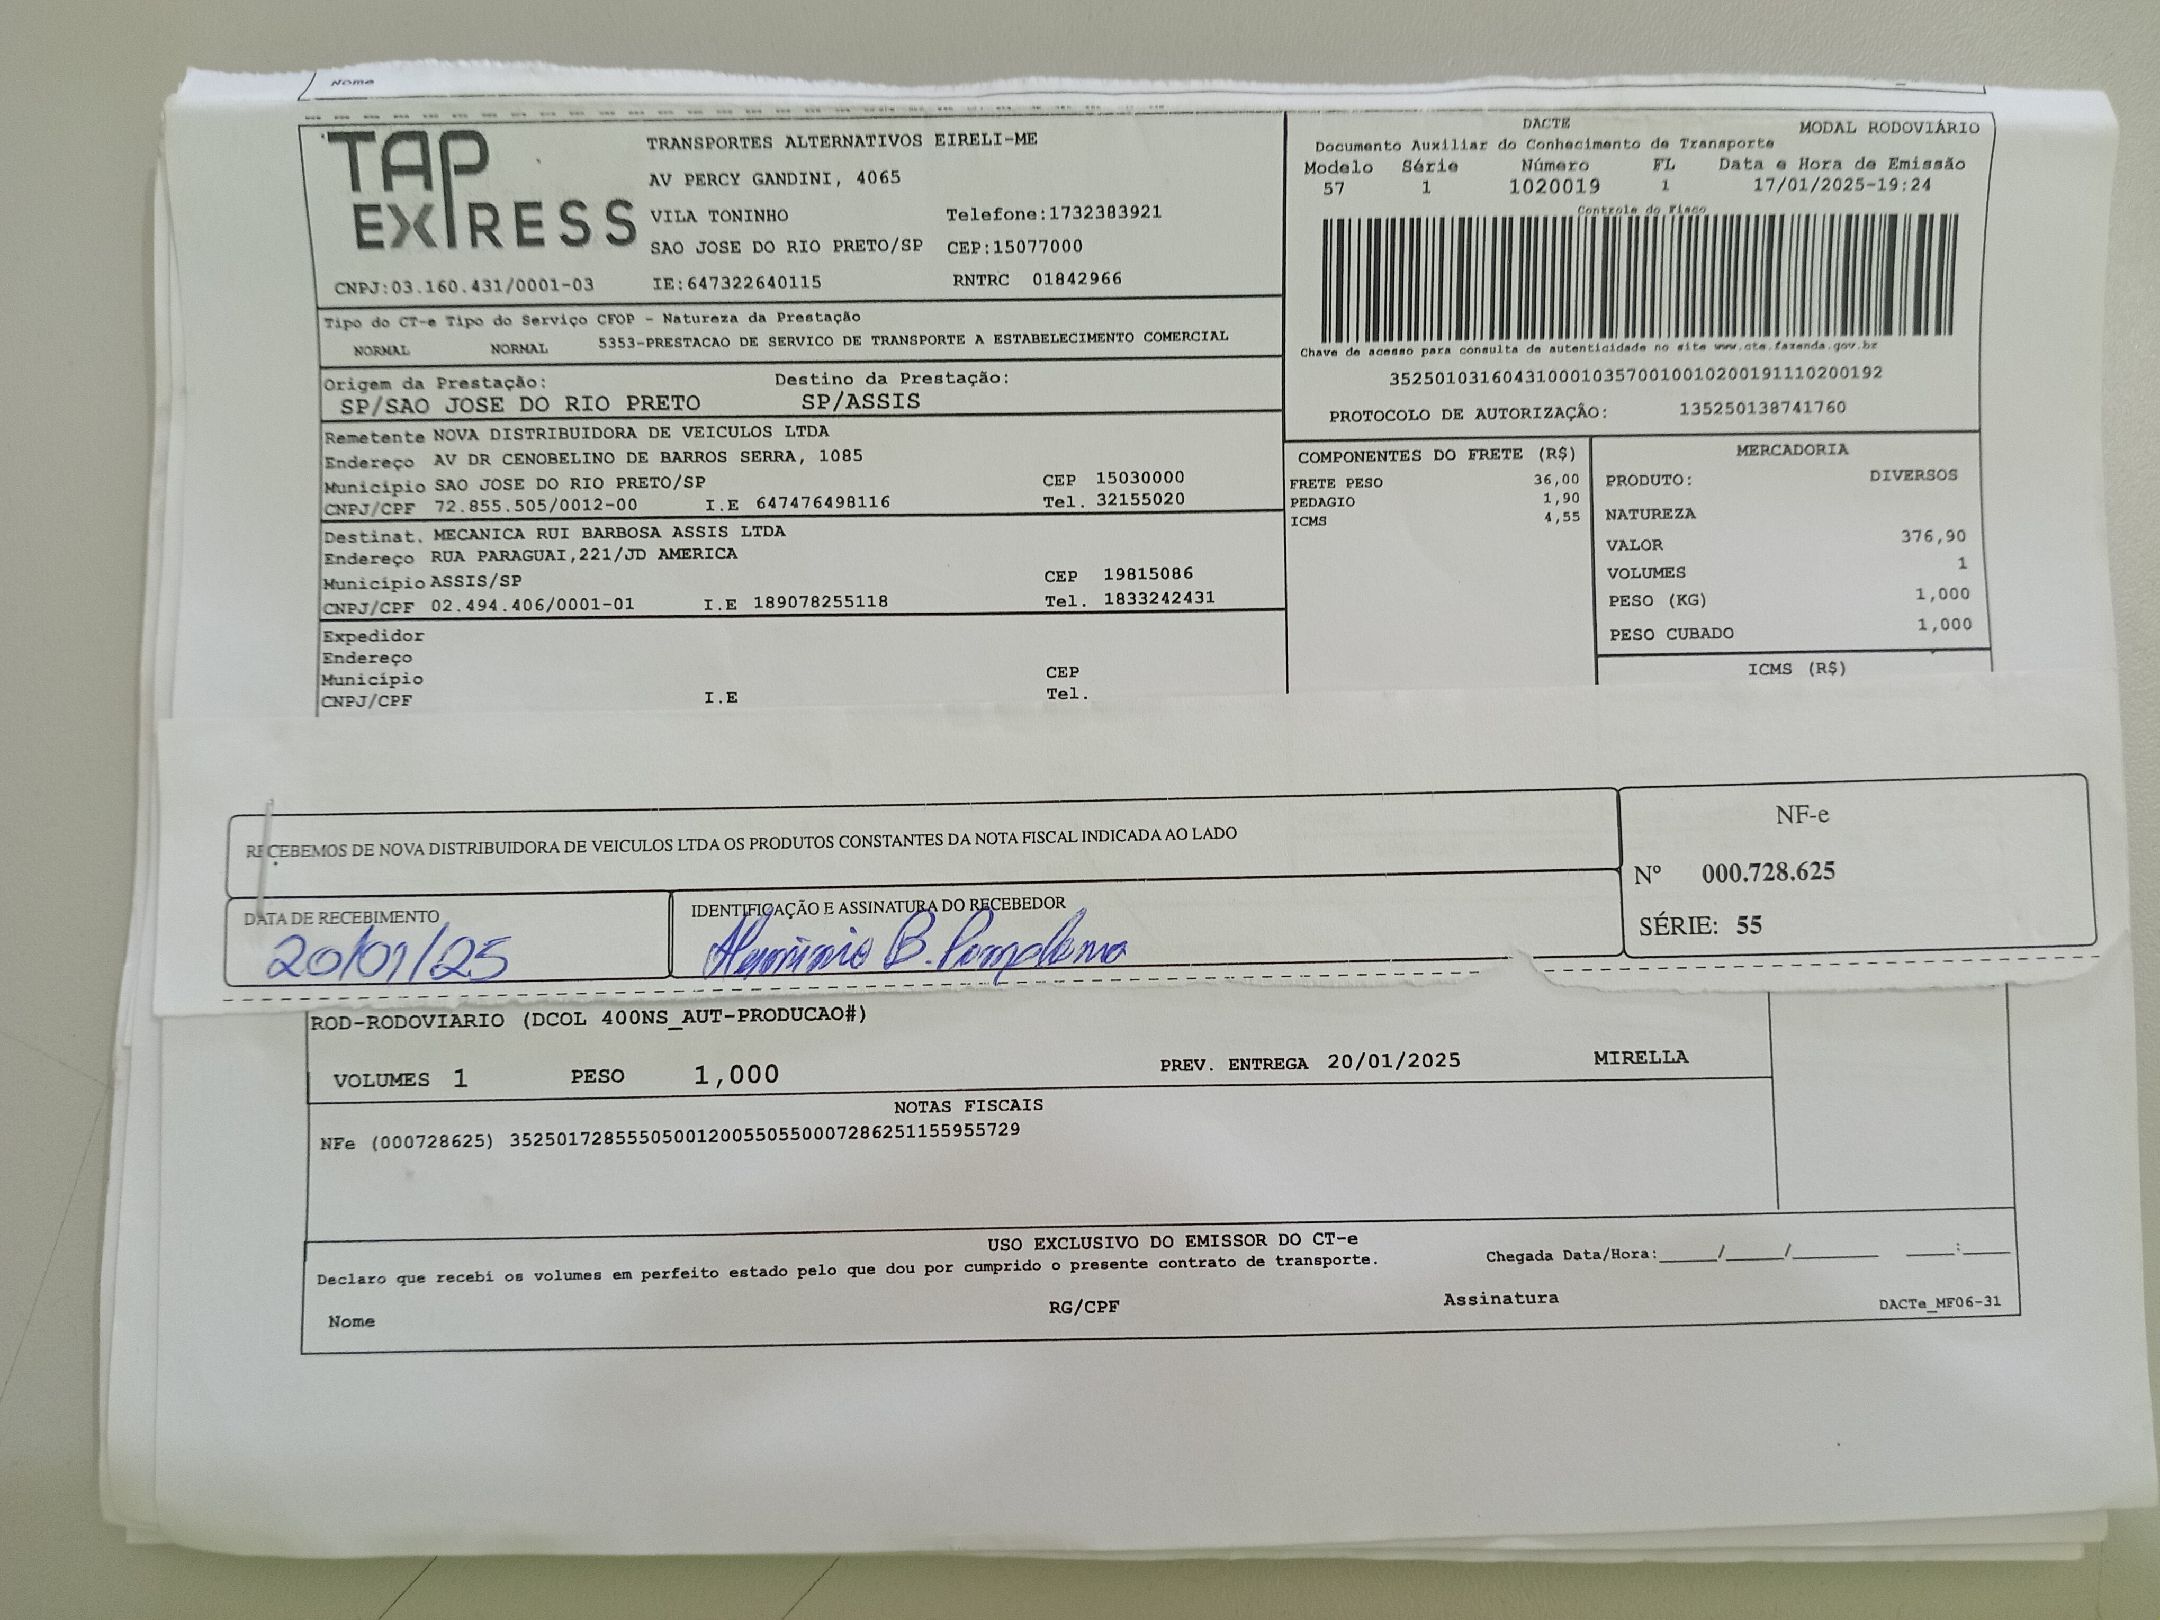 Nome
TAP EXPRESS
TRANSPORTES ALTERNATIVOS EIRELI-ME
AV PERCY GANDINI, 4065
VILA TONINHO Telefone:1732383921
SAO JOSE DO RIO PRETO/SP CEP:15077000
CNPJ:03.160.431/0001-03 IE:647322640115 RNTRC 01842966
DACTE MODAL RODOVIÁRIO
Documento Auxiliar do Conhecimento de Transporte
Modelo Série Número FL Data e Hora de Emissão
57 1 1020019 1 17/01/2025-19:24
Controle do Fisco
Chave de acesso para consulta de autenticidade no site www.cte.fazenda.gov.br
35250103160431000103570010010200191110200192
PROTOCOLO DE AUTORIZAÇÂO: 135250138741760
Tipo do CT-e Tipo do Serviço CFOP - Natureza da Prestação
NORMAL NORMAL 5353-PRESTACAO DE SERVICO DE TRANSPORTE A ESTABELECIMENTO COMERCIAL
Origem da Prestação: Destino da Prestação:
SP/SAO JOSE DO RIO PRETO SP/ASSIS
Remetente NOVA DISTRIBUIDORA DE VEICULOS LTDA
Endereço AV DR CENOBELINO DE BARROS SERRA, 1085
Município SAO JOSE DO RIO PRETO/SP CEP 15030000
CNPJ/CPF 72.855.505/0012-00 I.E 647476498116 Tel. 32155020
Destinat. MECANICA RUI BARBOSA ASSIS LTDA
Endereço RUA PARAGUAI,221/JD AMERICA
Município ASSIS/SP CEP 19815086
CNPJ/CPF 02.494.406/0001-01 I.E 189078255118 Tel. 1833242431
Expedidor
Endereço
Município CEP
CNPJ/CPF I.E Tel.
COMPONENTES DO FRETE (R$)
FRETE PESO 36,00
PEDAGIO 1,90
ICMS 4,55
MERCADORIA
PRODUTO: DIVERSOS
NATUREZA
VALOR 376,90
VOLUMES 1
PESO (KG) 1,000
PESO CUBADO 1,000
ICMS (R$)
RECEBEMOS DE NOVA DISTRIBUIDORA DE VEICULOS LTDA OS PRODUTOS CONSTANTES DA NOTA FISCAL INDICADA AO LADO
DATA DE RECEBIMENTO
20/01/25
IDENTIFICAÇÃO E ASSINATURA DO RECEBEDOR
B.
NF-e
Nº 000.728.625
SÉRIE: 55
ROD-RODOVIARIO (DCOL 400NS_AUT-PRODUCAO#)
VOLUMES 1 PESO 1,000 PREV. ENTREGA 20/01/2025 MIRELLA
NOTAS FISCAIS
NFe (000728625) 35250172855505001200550550007286251155955729
USO EXCLUSIVO DO EMISSOR DO CT-e
Declaro que recebi os volumes em perfeito estado pelo que dou por cumprido o presente contrato de transporte. Chegada Data/Hora:____/____/______ ____:____
Nome RG/CPF Assinatura DACTe_MF06-31